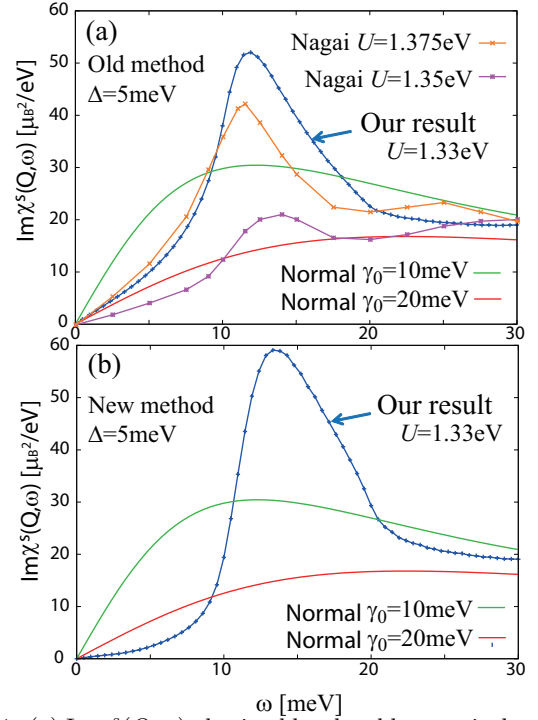 60
(a)
Nagai U=1.375eV
50
Old method
Nagai U=1.35eV
Δ=5meV
40
Our result
U=1.33eV
30
20
Normal γ₀=10meV
10
Normal γ₀=20meV
0
0 10 20 30
Imχˢ(Q,ω) [μB²/eV]
60
(b)
50
New method
Our result
Δ=5meV
U=1.33eV
40
30
20
10
Normal γ₀=10meV
Normal γ₀=20meV
0
0 10 20 30
Imχˢ(Q,ω) [μB²/eV]
ω [meV]